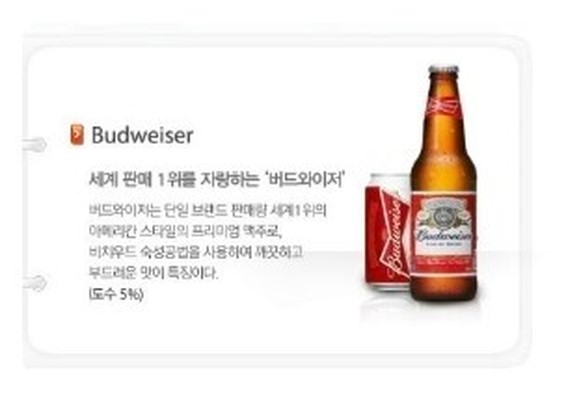 Budweiser
세계 판매 1위를 자랑하는 '버드와이저'
버드와이저는 단일 브랜드 판매량 세계1위의
아메리칸 스타일의 프리미엄 맥주로,
비치우드 숙성공법을 사용하여 깨끗하고
부드러운 맛이 특징이다.
(도수 5%)
Budweiser
Budweiser